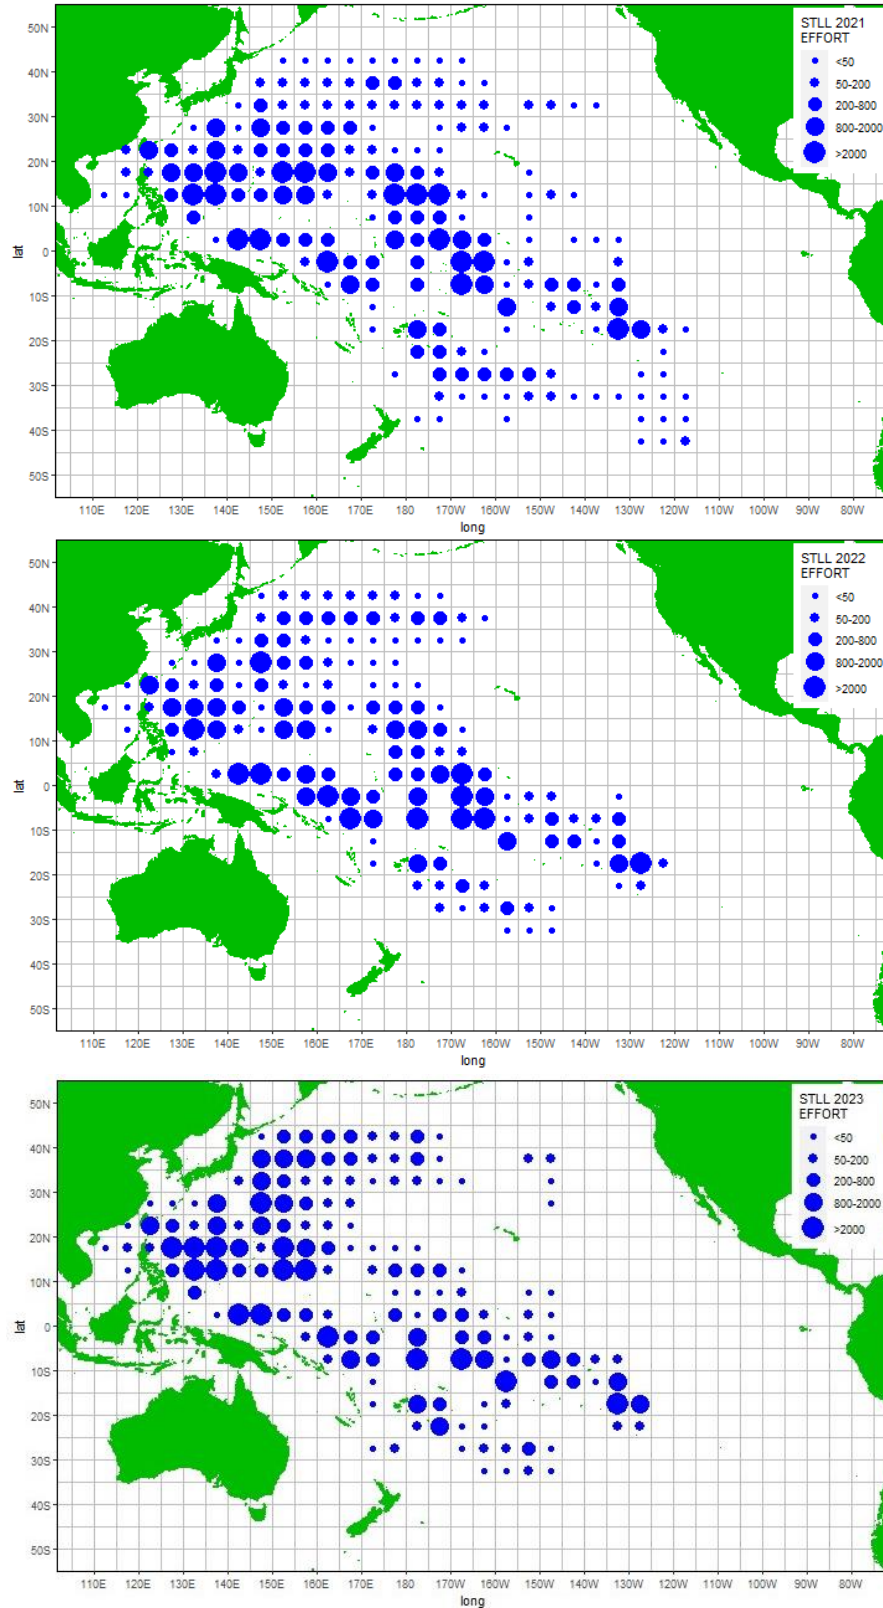 STLL 2021
EFFORT
<50
50-200
200-800
800-2000
>2000
50N
40N
30N
20N
10N
0
10S
20S
30S
40S
50S
lat
110E 120E 130E 140E 150E 160E 170E 180 170W 160W 150W 140W 130W 120W 110W 100W 90W 80W
long
STLL 2022
EFFORT
<50
50-200
200-800
800-2000
>2000
50N
40N
30N
20N
10N
0
10S
20S
30S
40S
50S
lat
110E 120E 130E 140E 150E 160E 170E 180 170W 160W 150W 140W 130W 120W 110W 100W 90W 80W
long
STLL 2023
EFFORT
<50
50-200
200-800
800-2000
>2000
50N
40N
30N
20N
10N
0
10S
20S
30S
40S
50S
lat
110E 120E 130E 140E 150E 160E 170E 180 170W 160W 150W 140W 130W 120W 110W 100W 90W 80W
long